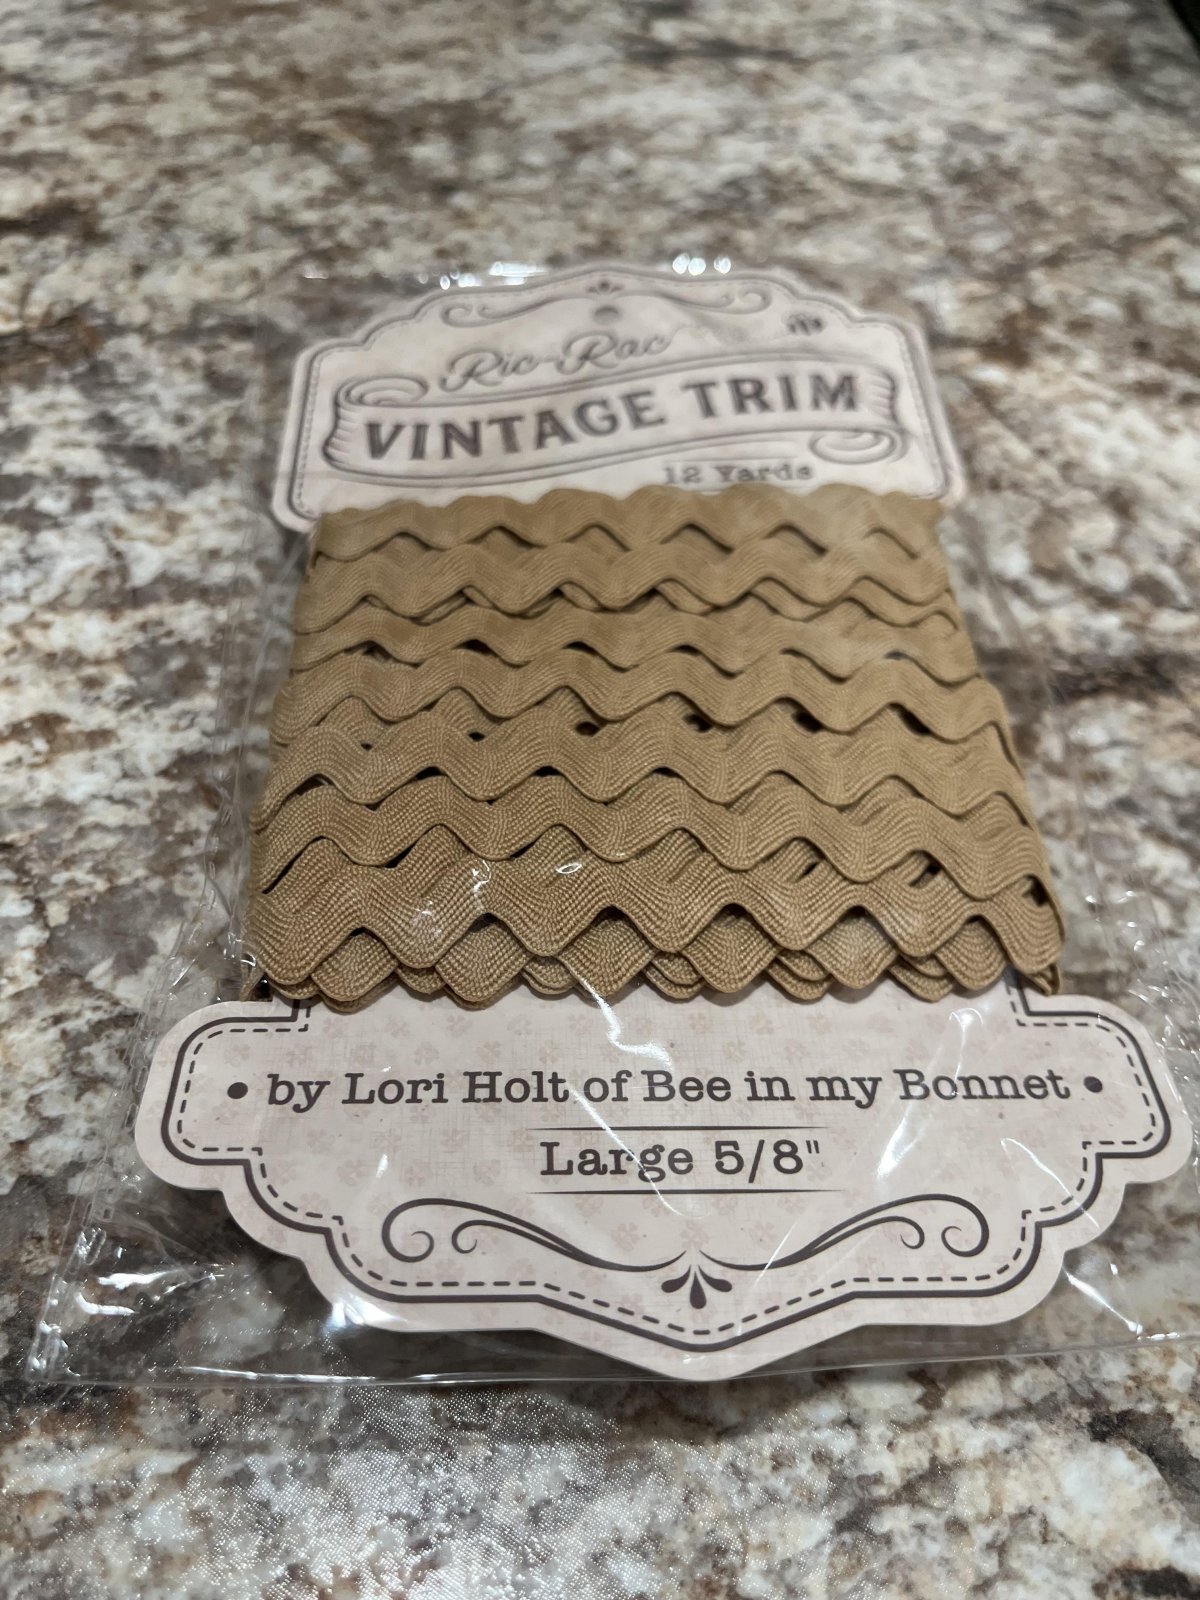 Ric-Rac
VINTAGE TRIM
12 Yards
• by Lori Holt of Bee in my Bonnet •
Large 5/8"